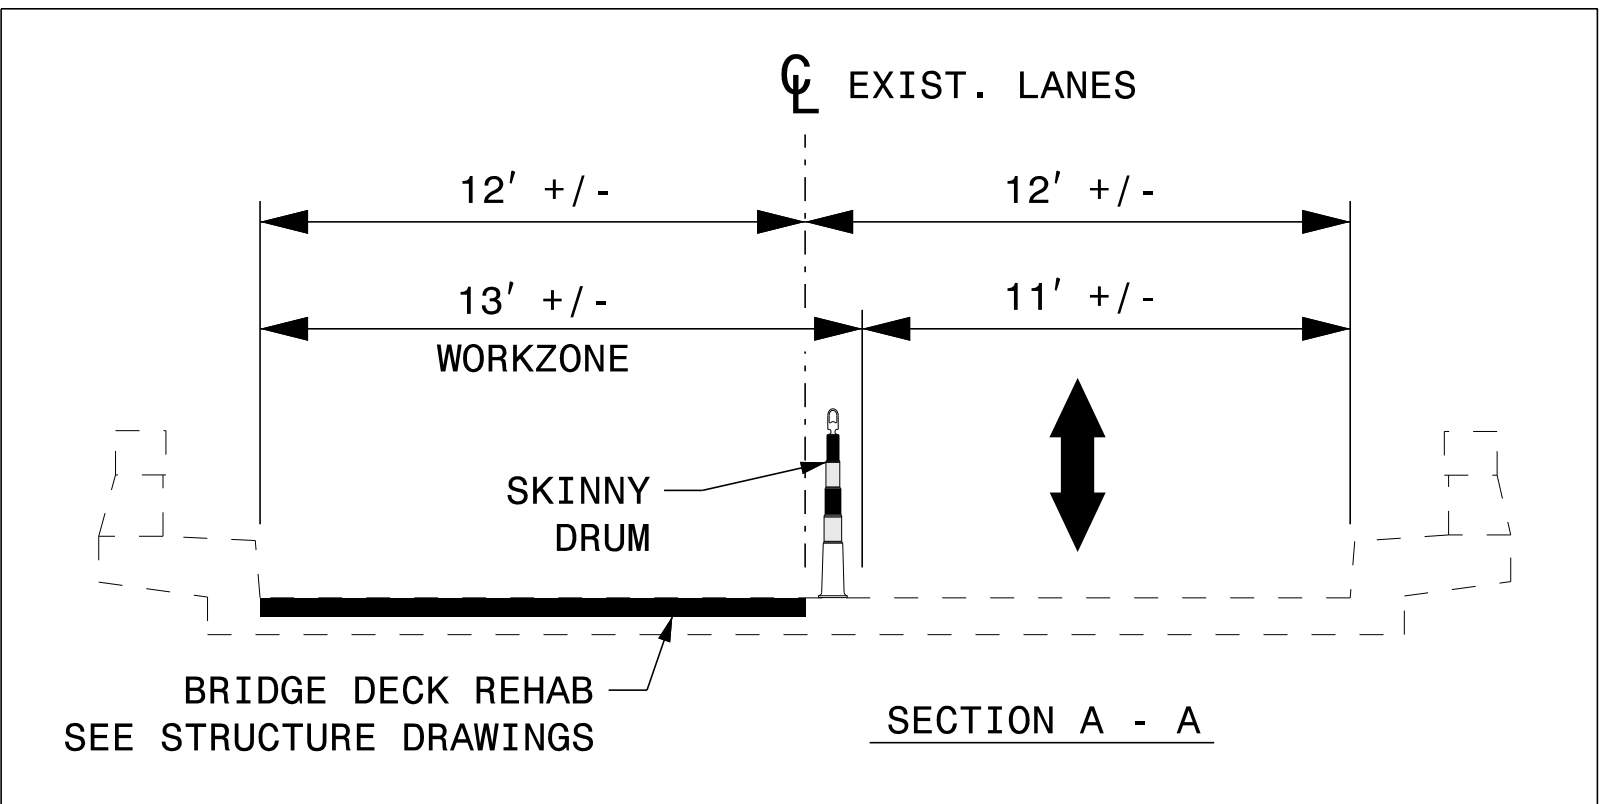 ℄ EXIST. LANES
12' +/-
12' +/-
13' +/-
11' +/-
WORKZONE
SKINNY
DRUM
BRIDGE DECK REHAB
SEE STRUCTURE DRAWINGS
SECTION A - A